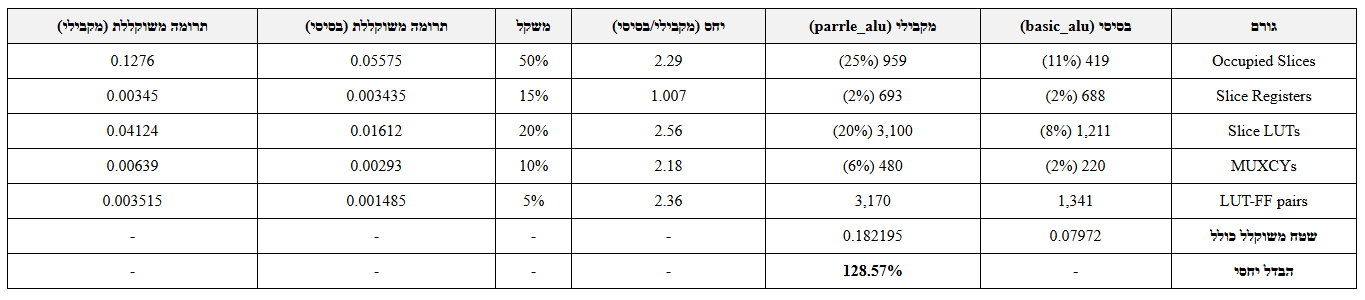 גורם | בסיסי (basic_alu) | מקבילי (parrle_alu) | יחס (מקבילי/בסיסי) | משקל | תרומה משוקללת (בסיסי) | תרומה משוקללת (מקבילי)
Occupied Slices | 419 (11%) | 959 (25%) | 2.29 | 50% | 0.05575 | 0.1276
Slice Registers | 688 (2%) | 693 (2%) | 1.007 | 15% | 0.003435 | 0.00345
Slice LUTs | 1,211 (8%) | 3,100 (20%) | 2.56 | 20% | 0.01612 | 0.04124
MUXCYs | 220 (2%) | 480 (6%) | 2.18 | 10% | 0.00293 | 0.00639
LUT-FF pairs | 1,341 | 3,170 | 2.36 | 5% | 0.001485 | 0.003515
שטח משוקלל כולל | 0.07972 | 0.182195 | - | - | - | -
הבדל יחסי | - | 128.57% | - | - | - | -